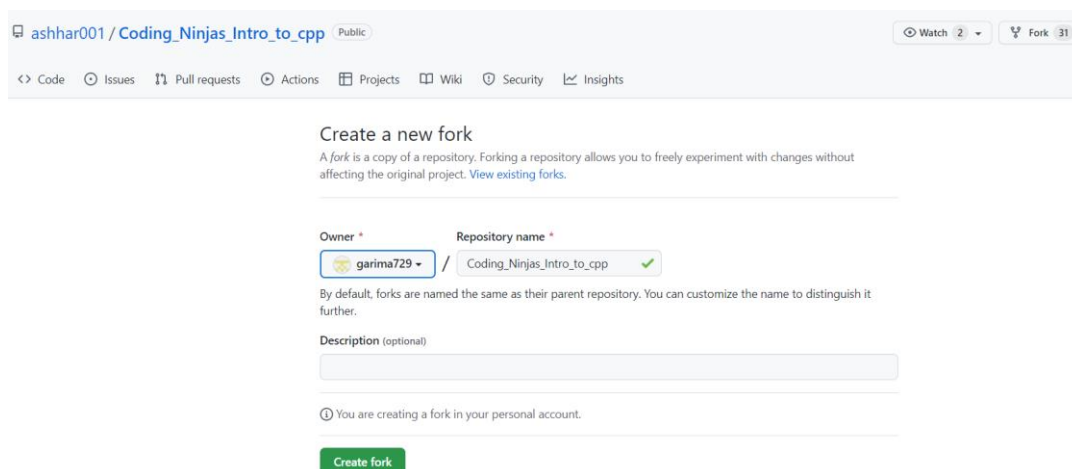 ashhar001 / Coding_Ninjas_Intro_to_cpp Public Watch 2 Fork 31
<> Code Issues Pull requests Actions Projects Wiki Security Insights
Create a new fork
A fork is a copy of a repository. Forking a repository allows you to freely experiment with changes without
affecting the original project. View existing forks.
Owner * Repository name *
garima729 / Coding_Ninjas_Intro_to_cpp
By default, forks are named the same as their parent repository. You can customize the name to distinguish it
further.
Description (optional)
You are creating a fork in your personal account.
Create fork